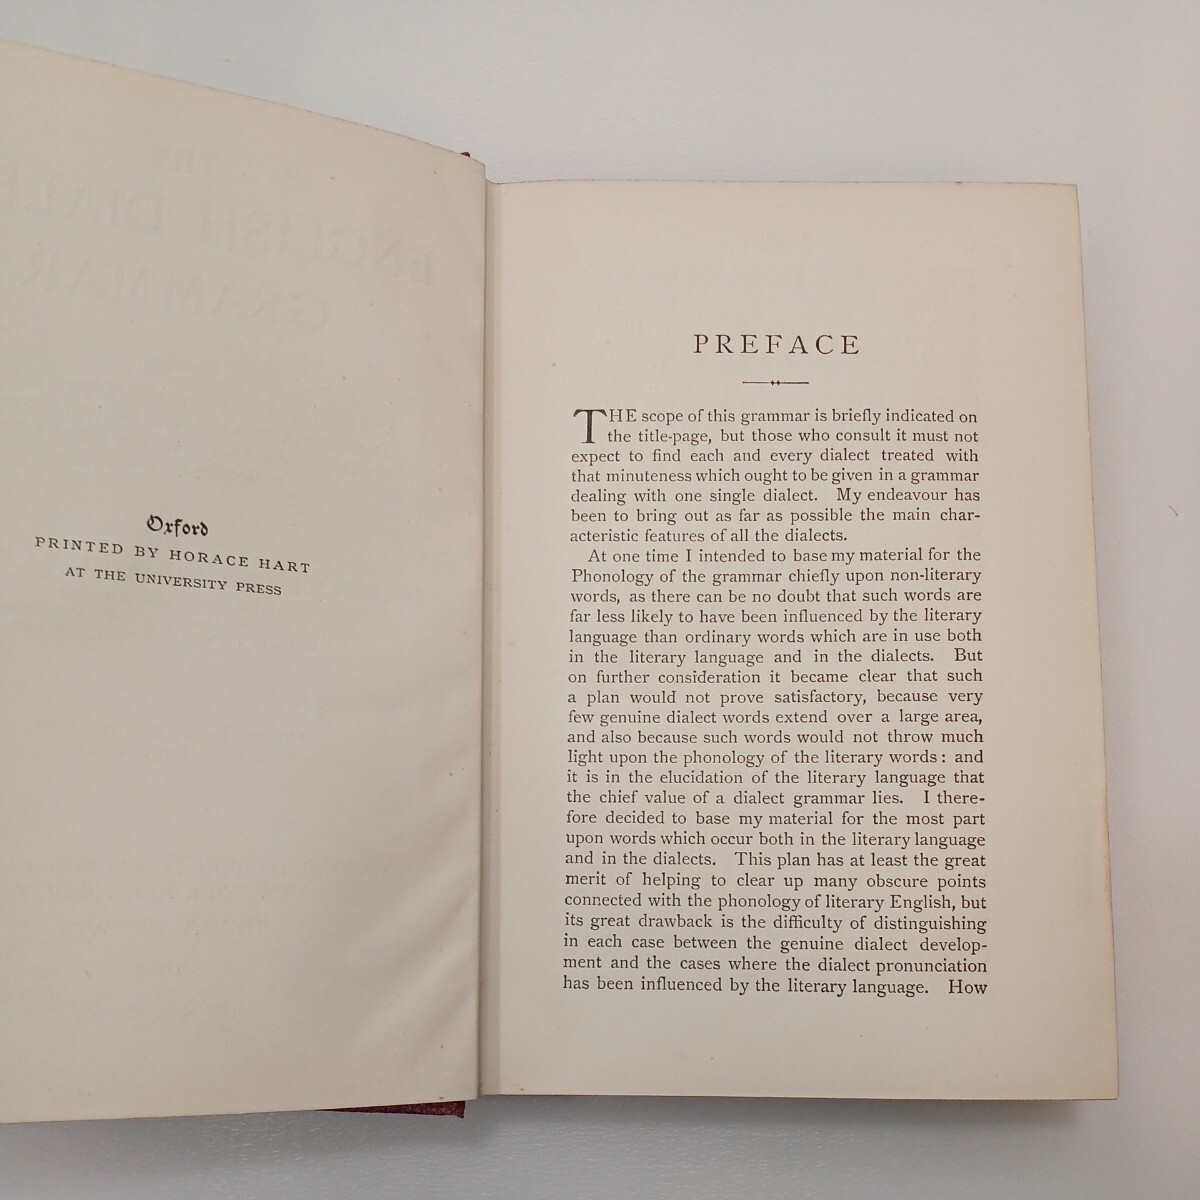 Oxford
PRINTED BY HORACE HART
AT THE UNIVERSITY PRESS
PREFACE
THE scope of this grammar is briefly indicated on
the title-page, but those who consult it must not
expect to find each and every dialect treated with
that minuteness which ought to be given in a grammar
dealing with one single dialect. My endeavour has
been to bring out as far as possible the main char-
acteristic features of all the dialects.
At one time I intended to base my material for the
Phonology of the grammar chiefly upon non-literary
words, as there can be no doubt that such words are
far less likely to have been influenced by the literary
language than ordinary words which are in use both
in the literary language and in the dialects. But
on further consideration it became clear that such
a plan would not prove satisfactory, because very
few genuine dialect words extend over a large area,
and also because such words would not throw much
light upon the phonology of the literary words: and
it is in the elucidation of the literary language that
the chief value of a dialect grammar lies. I there-
fore decided to base my material for the most part
upon words which occur both in the literary language
and in the dialects. This plan has at least the great
merit of helping to clear up many obscure points
connected with the phonology of literary English, but
its great drawback is the difficulty of distinguishing
in each case between the genuine dialect develop-
ment and the cases where the dialect pronunciation
has been influenced by the literary language. How